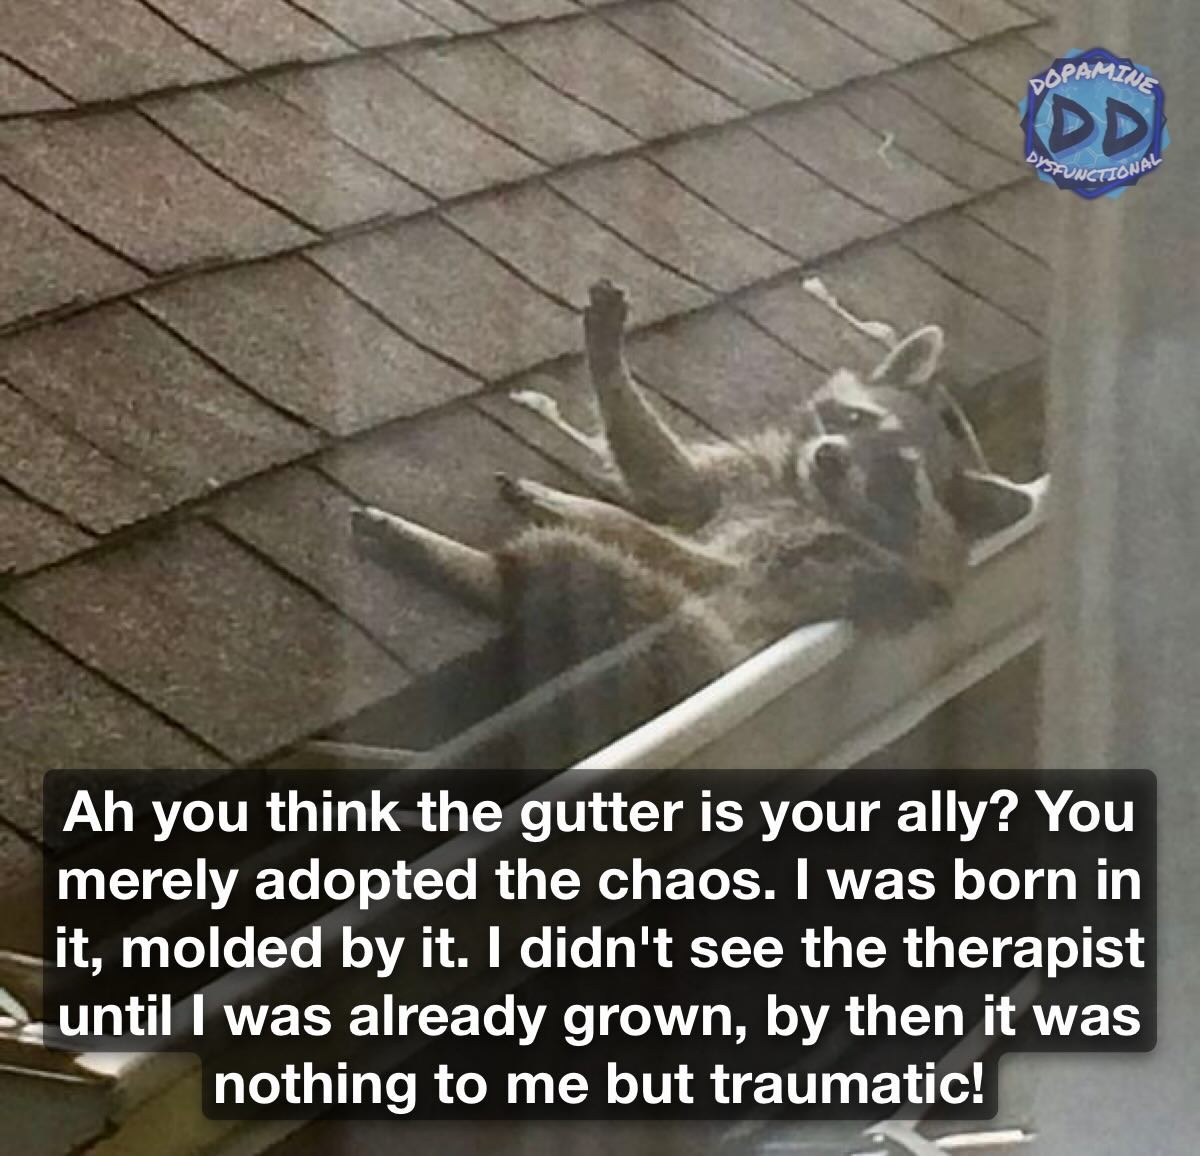 DOPAMINE
DD
DYSFUNCTIONAL
Ah you think the gutter is your ally? You
merely adopted the chaos. I was born in
it, molded by it. I didn't see the therapist
until I was already grown, by then it was
nothing to me but traumatic!